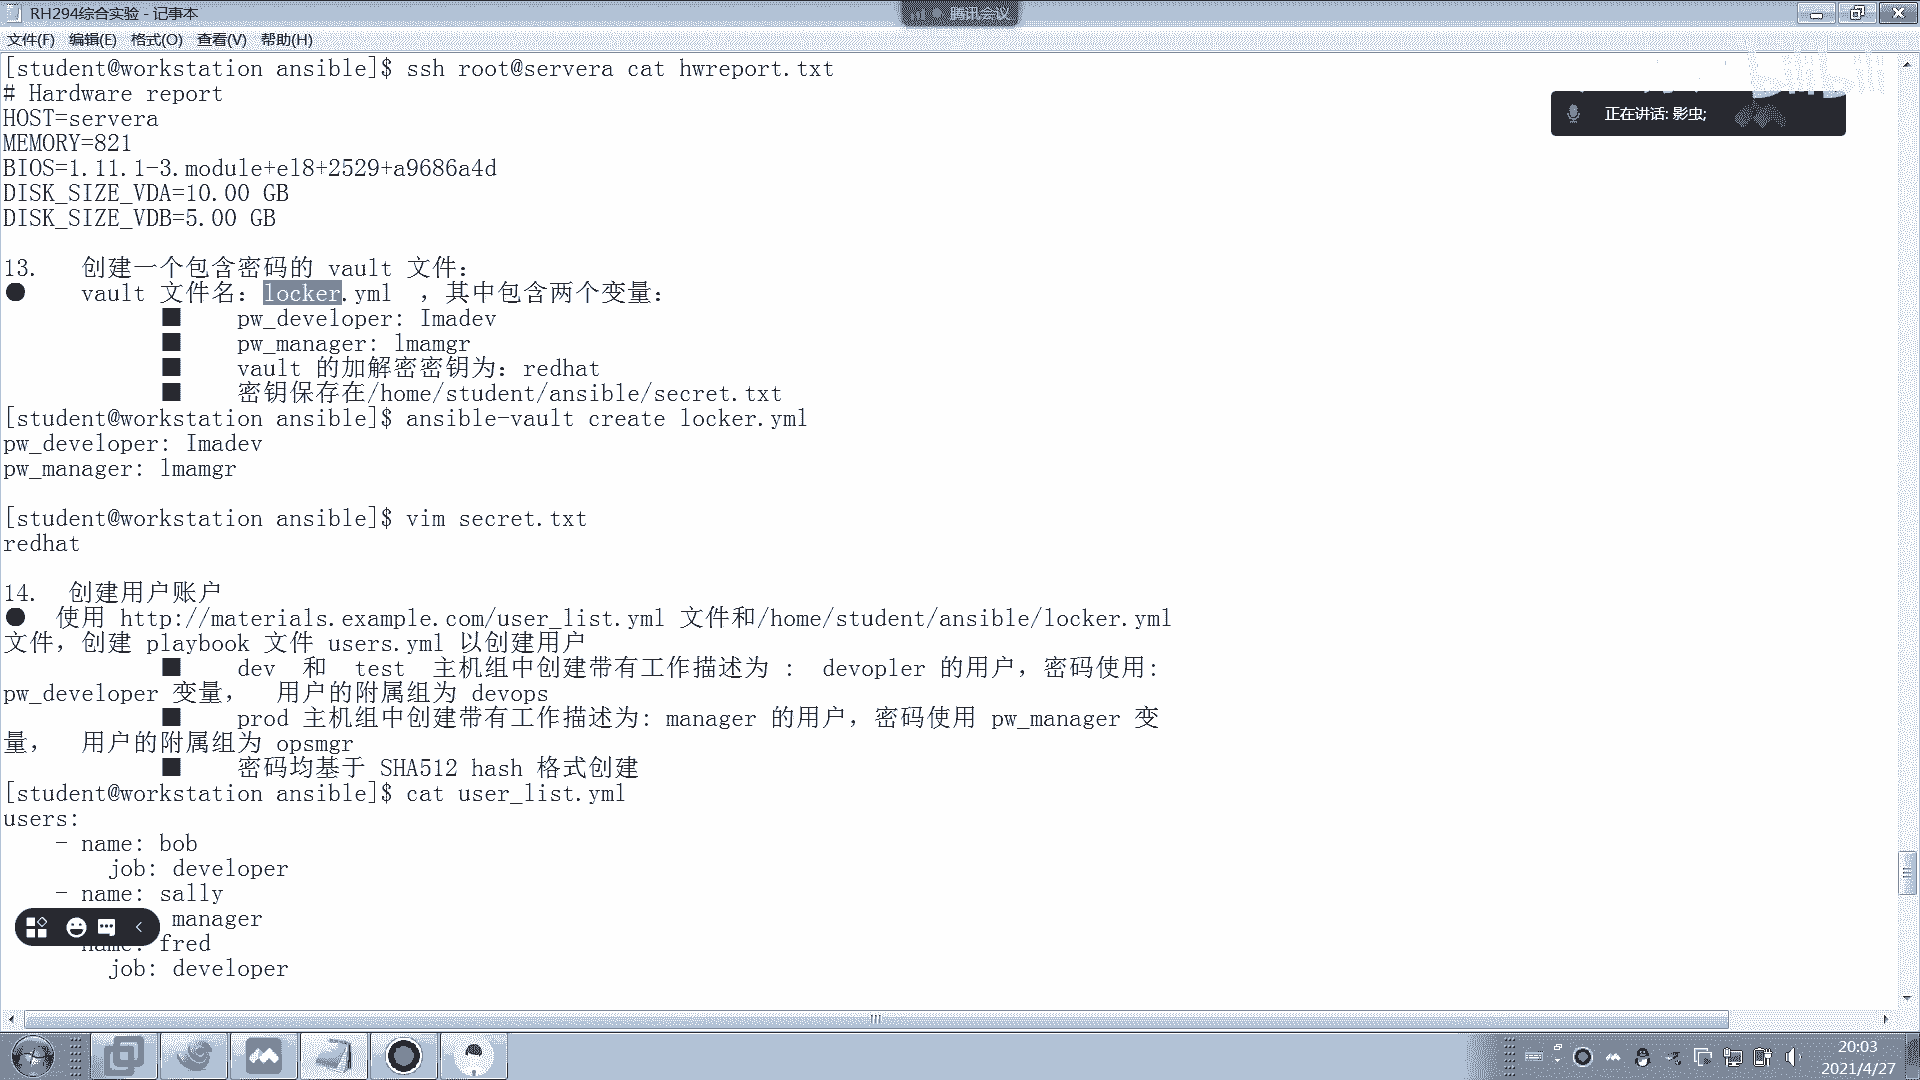 RH294综合实验 - 记事本
腾讯会议
文件(F) 编辑(E) 格式(O) 查看(V) 帮助(H)
[student@workstation ansible]$ ssh root@servera cat hwreport.txt
# Hardware report
HOST=servera
MEMORY=821
BIOS=1.11.1-3.module+el8+2529+a9686a4d
DISK_SIZE_VDA=10.00 GB
DISK_SIZE_VDB=5.00 GB
正在讲话: 影虫;
13. 创建一个包含密码的 vault 文件：
● vault 文件名：locker.yml ，其中包含两个变量：
■ pw_developer: Imadev
■ pw_manager: lmamgr
■ vault 的加解密密钥为：redhat
■ 密钥保存在/home/student/ansible/secret.txt
[student@workstation ansible]$ ansible-vault create locker.yml
pw_developer: Imadev
pw_manager: lmamgr
[student@workstation ansible]$ vim secret.txt
redhat
14. 创建用户账户
● 使用 http://materials.example.com/user_list.yml 文件和/home/student/ansible/locker.yml
文件，创建 playbook 文件 users.yml 以创建用户
■ dev 和 test 主机组中创建带有工作描述为 : devopler 的用户，密码使用:
pw_developer 变量， 用户的附属组为 devops
■ prod 主机组中创建带有工作描述为: manager 的用户，密码使用 pw_manager 变
量， 用户的附属组为 opsmgr
■ 密码均基于 SHA512 hash 格式创建
[student@workstation ansible]$ cat user_list.yml
users:
- name: bob
job: developer
- name: sally
manager
name: fred
job: developer
20:03
2021/4/27